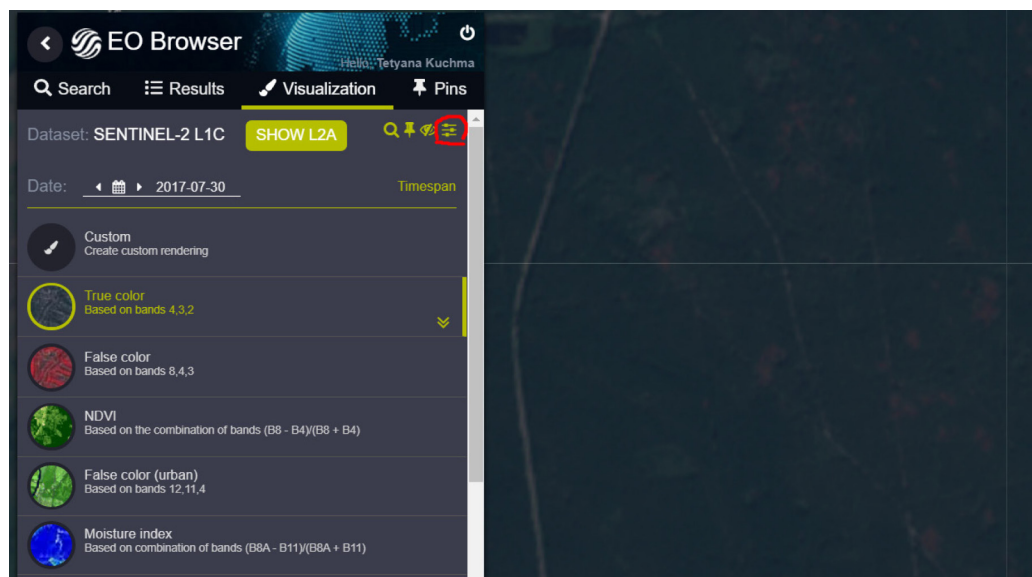 EO Browser
Hello, Tetyana Kuchma
Search Results Visualization Pins
Dataset: SENTINEL-2 L1C SHOW L2A
Date: 2017-07-30 Timespan
Custom
Create custom rendering
True color
Based on bands 4,3,2
False color
Based on bands 8,4,3
NDVI
Based on the combination of bands (B8 - B4)/(B8 + B4)
False color (urban)
Based on bands 12,11,4
Moisture index
Based on combination of bands (B8A - B11)/(B8A + B11)